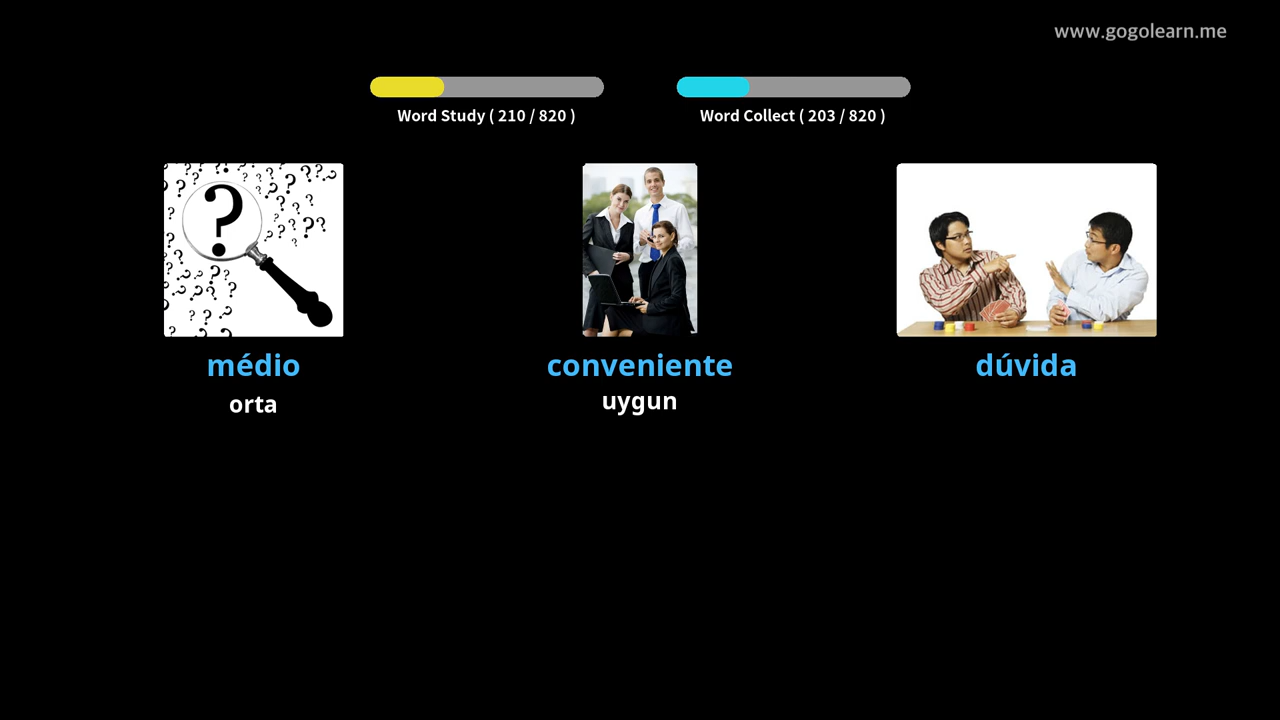 www.gogolearn.me
Word Study ( 210 / 820 )
Word Collect ( 203 / 820 )
médio
conveniente
dúvida
orta
uygun